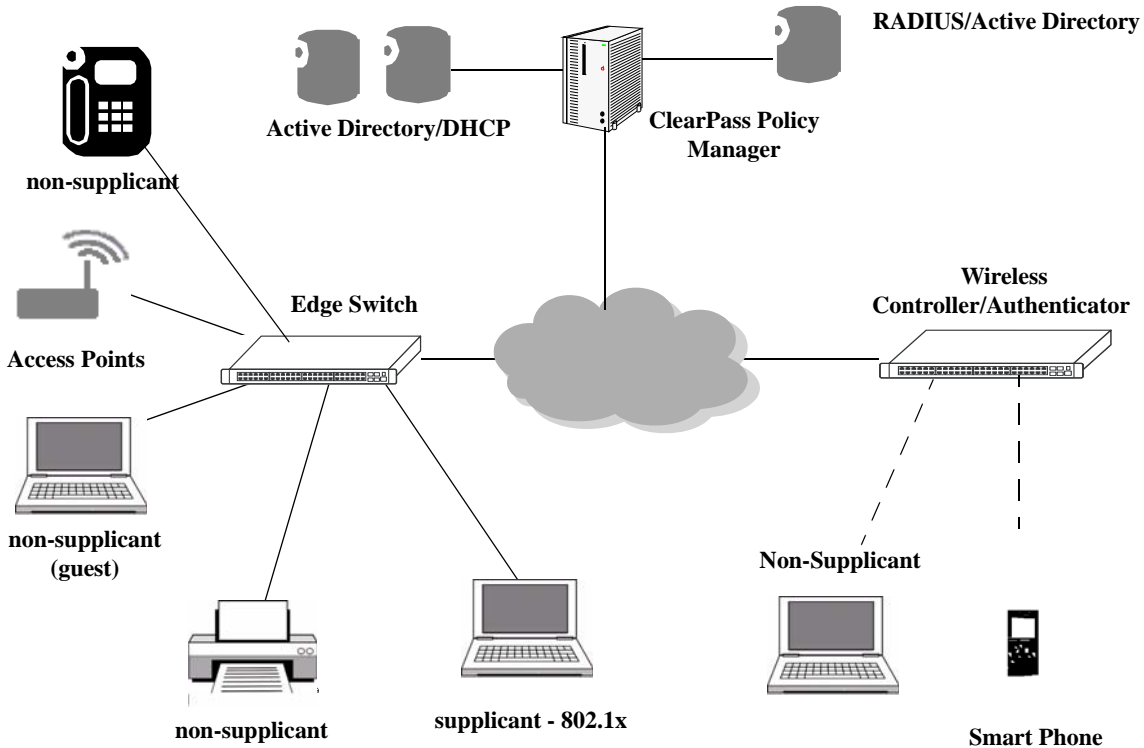 RADIUS/Active Directory
Active Directory/DHCP
ClearPass Policy
Manager
non-supplicant
Edge Switch
Wireless
Controller/Authenticator
Access Points
non-supplicant
(guest)
Non-Supplicant
non-supplicant
supplicant - 802.1x
Smart Phone